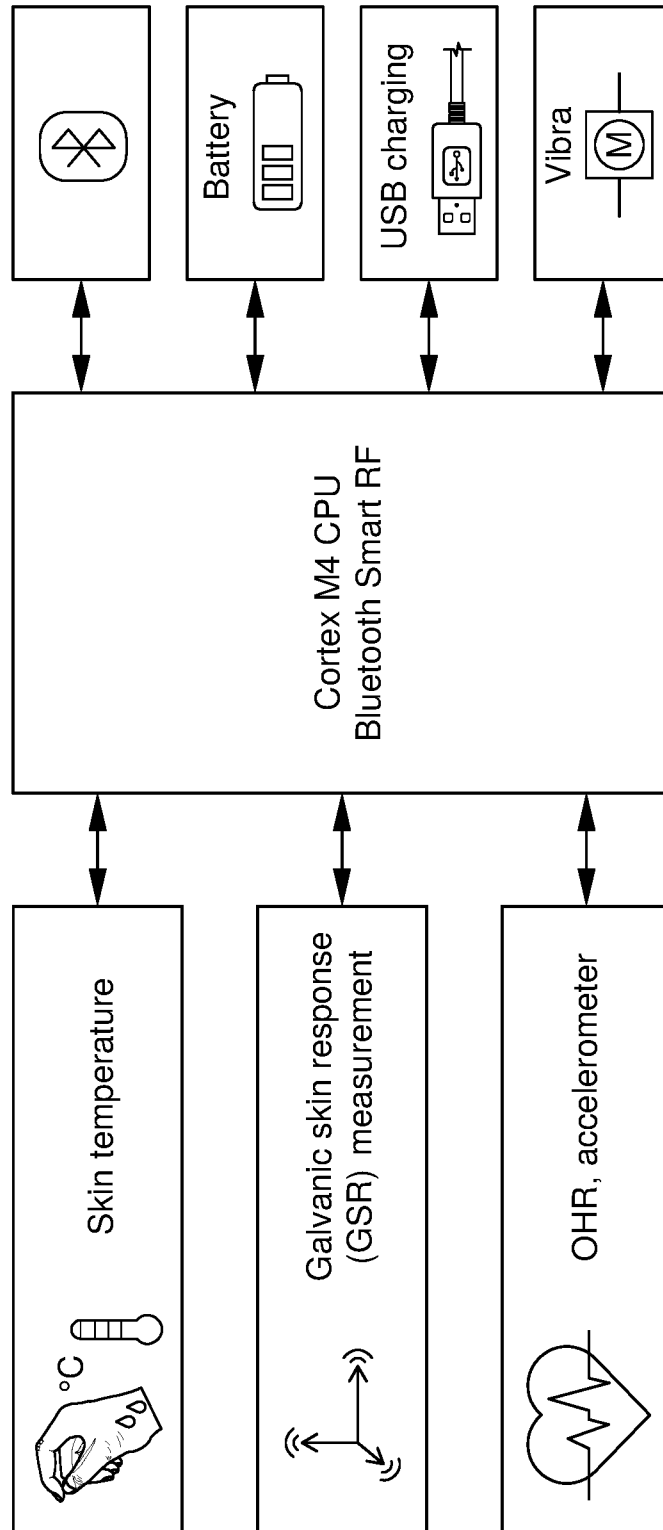 Skin temperature
°C
Galvanic skin response
(GSR) measurement
OHR, accelerometer
Cortex M4 CPU
Bluetooth Smart RF
Battery
USB charging
Vibra
M